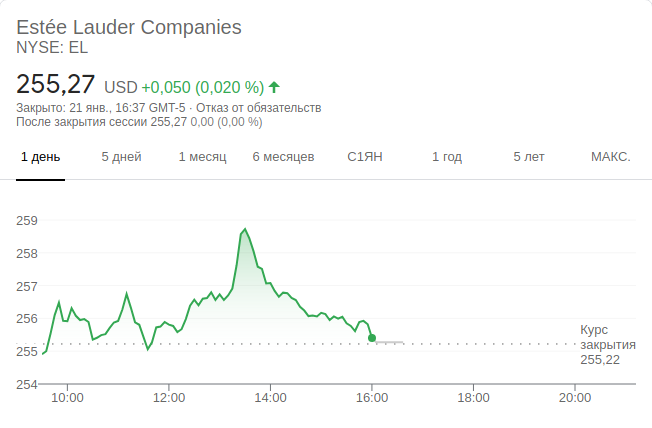 Estée Lauder Companies
NYSE: EL
255,27 USD +0,050 (0,020 %)
Закрыто: 21 янв., 16:37 GMT-5 · Отказ от обязательств
После закрытия сессии 255,27 0,00 (0,00 %)
1 день 5 дней 1 месяц 6 месяцев С1ЯН 1 год 5 лет МАКС.
259
258
257
256
255
254
Курс
закрытия
255,22
10:00 12:00 14:00 16:00 18:00 20:00